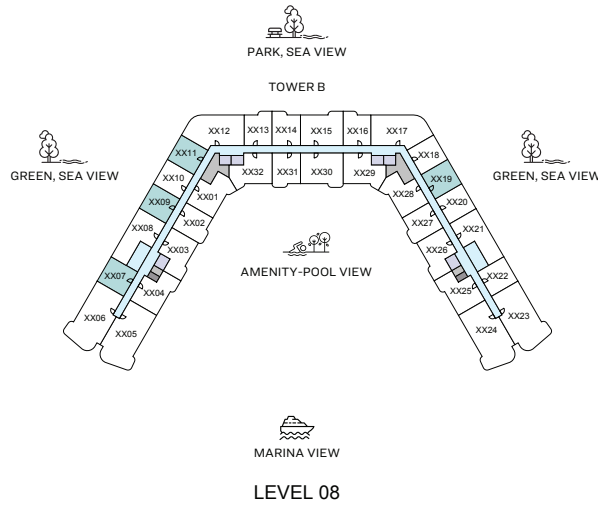 PARK, SEA VIEW
TOWER B
GREEN, SEA VIEW
GREEN, SEA VIEW
XX12
XX13
XX14
XX15
XX16
XX17
XX11
XX18
XX10
XX01
XX32
XX31
XX30
XX29
XX28
XX19
XX09
XX02
XX27
XX20
XX08
XX03
XX26
XX21
XX07
XX04
XX25
XX22
XX06
XX05
XX24
XX23
AMENITY-POOL VIEW
MARINA VIEW
LEVEL 08